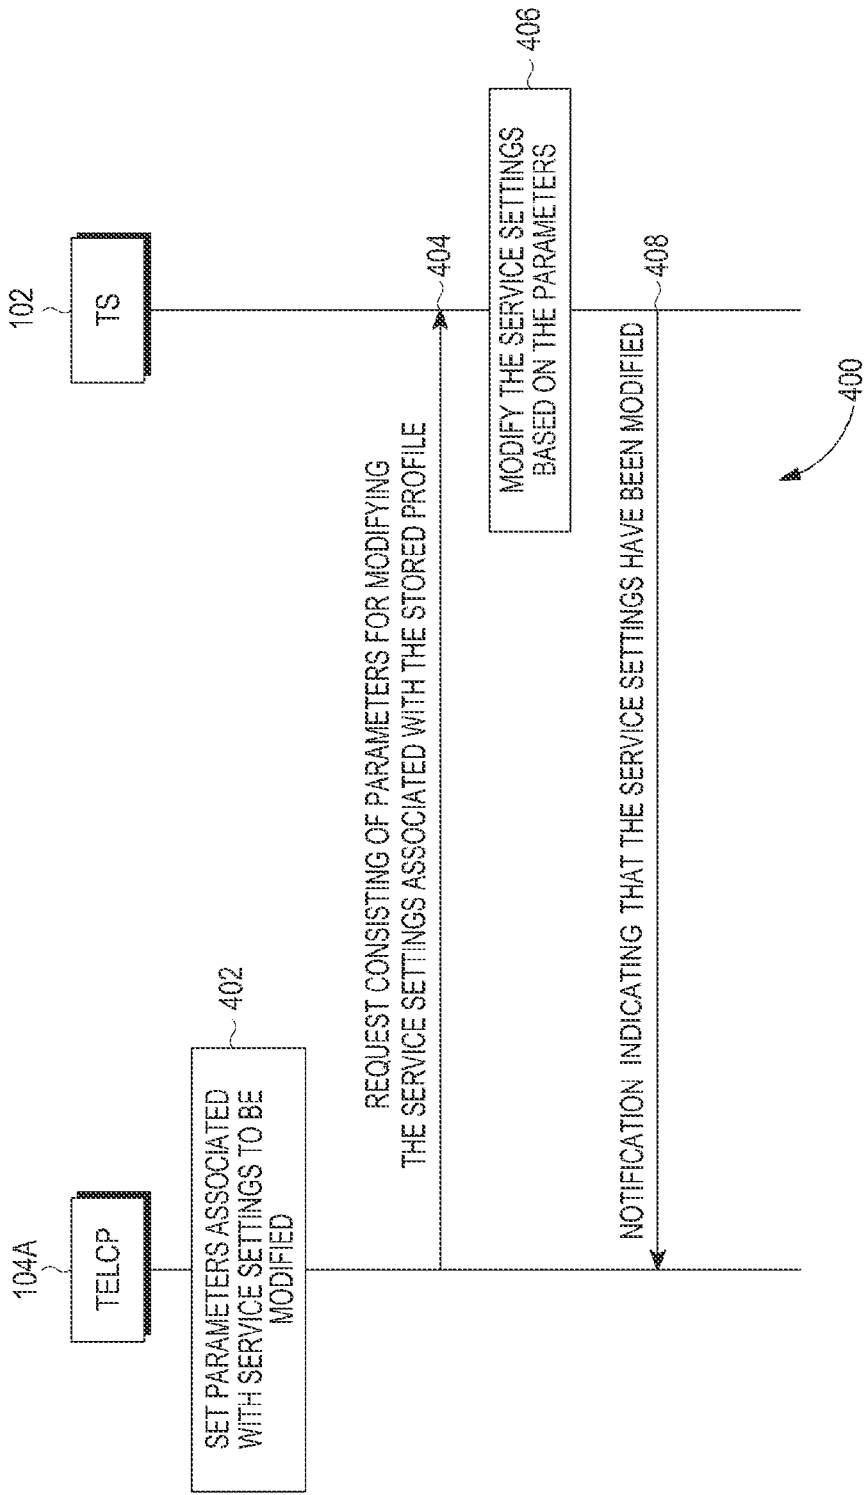 104A
TELCP
102
TS
SET PARAMETERS ASSOCIATED
WITH SERVICE SETTINGS TO BE
MODIFIED
402
REQUEST CONSISTING OF PARAMETERS FOR MODIFYING
THE SERVICE SETTINGS ASSOCIATED WITH THE STORED PROFILE
404
MODIFY THE SERVICE SETTINGS
BASED ON THE PARAMETERS
406
NOTIFICATION INDICATING THAT THE SERVICE SETTINGS HAVE BEEN MODIFIED
408
400